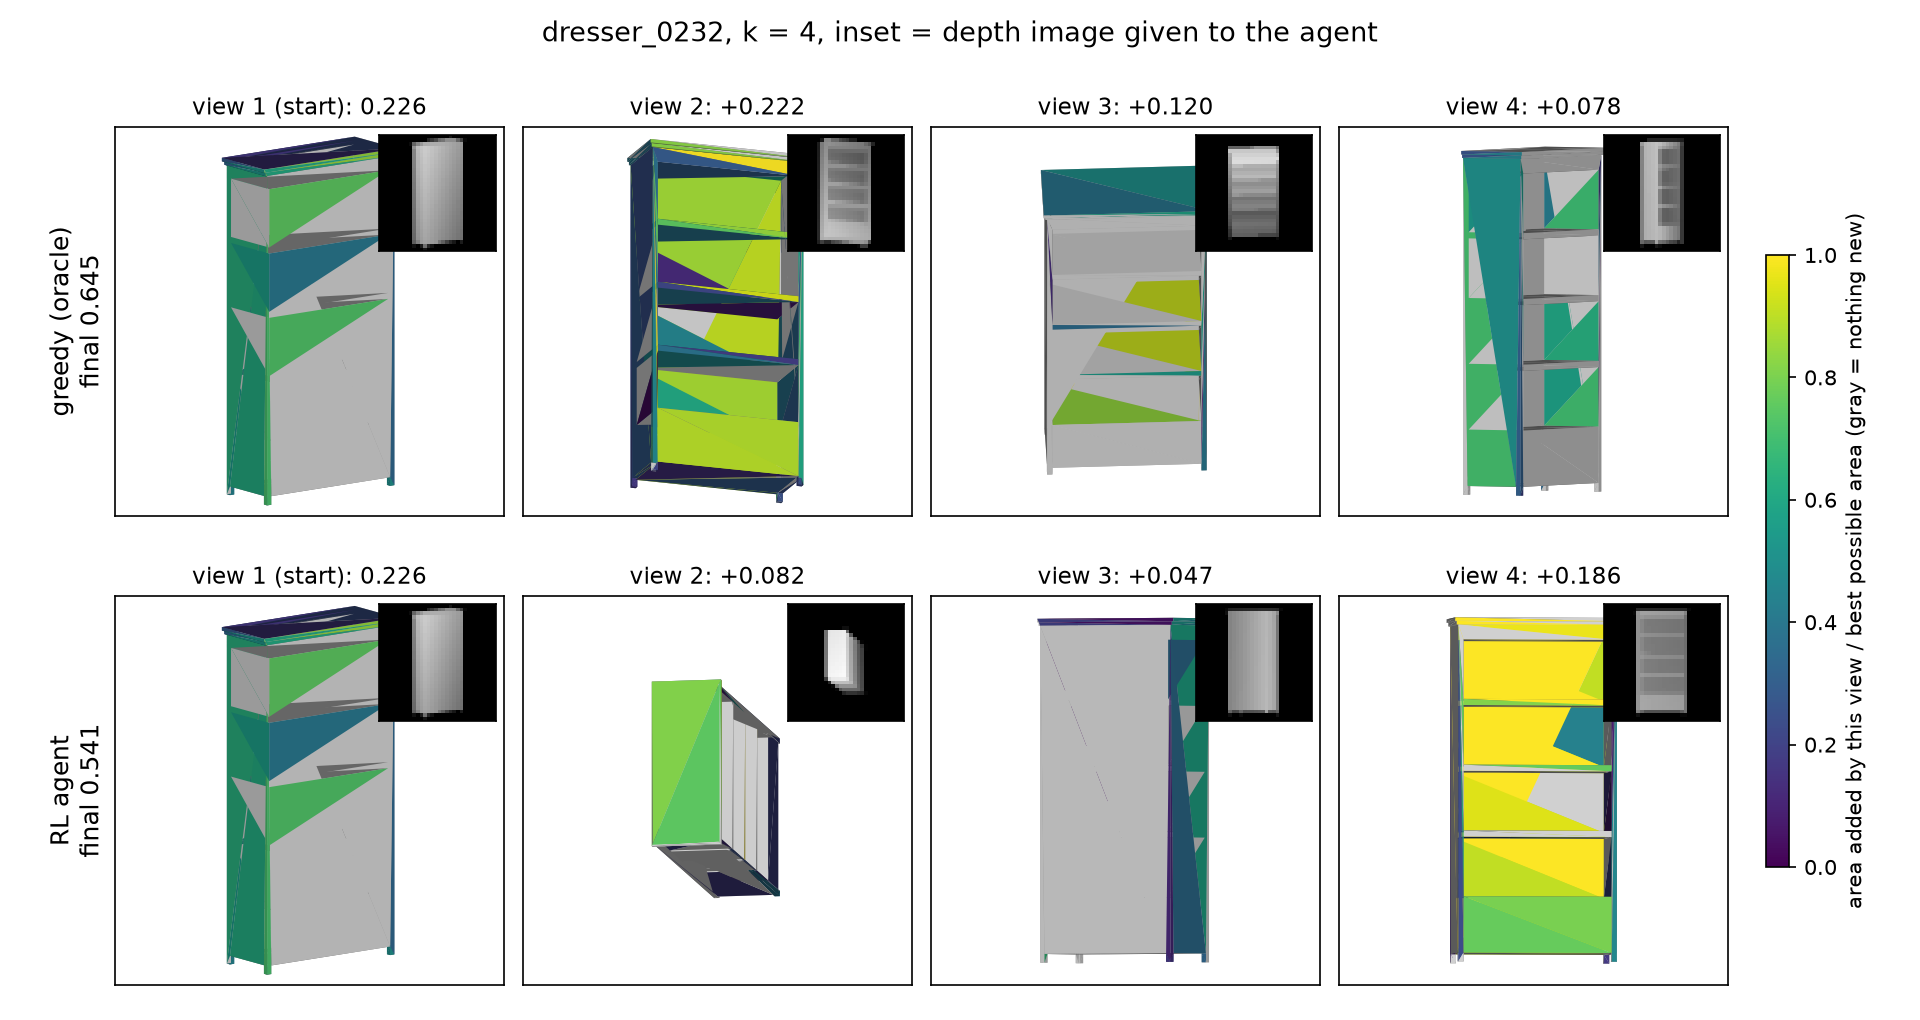 dresser_0232, k = 4, inset = depth image given to the agent
view 1 (start): 0.226
view 2: +0.222
view 3: +0.120
view 4: +0.078
greedy (oracle)
final 0.645
view 1 (start): 0.226
view 2: +0.082
view 3: +0.047
view 4: +0.186
RL agent
final 0.541
1.0
0.8
0.6
0.4
0.2
0.0
area added by this view / best possible area (gray = nothing new)